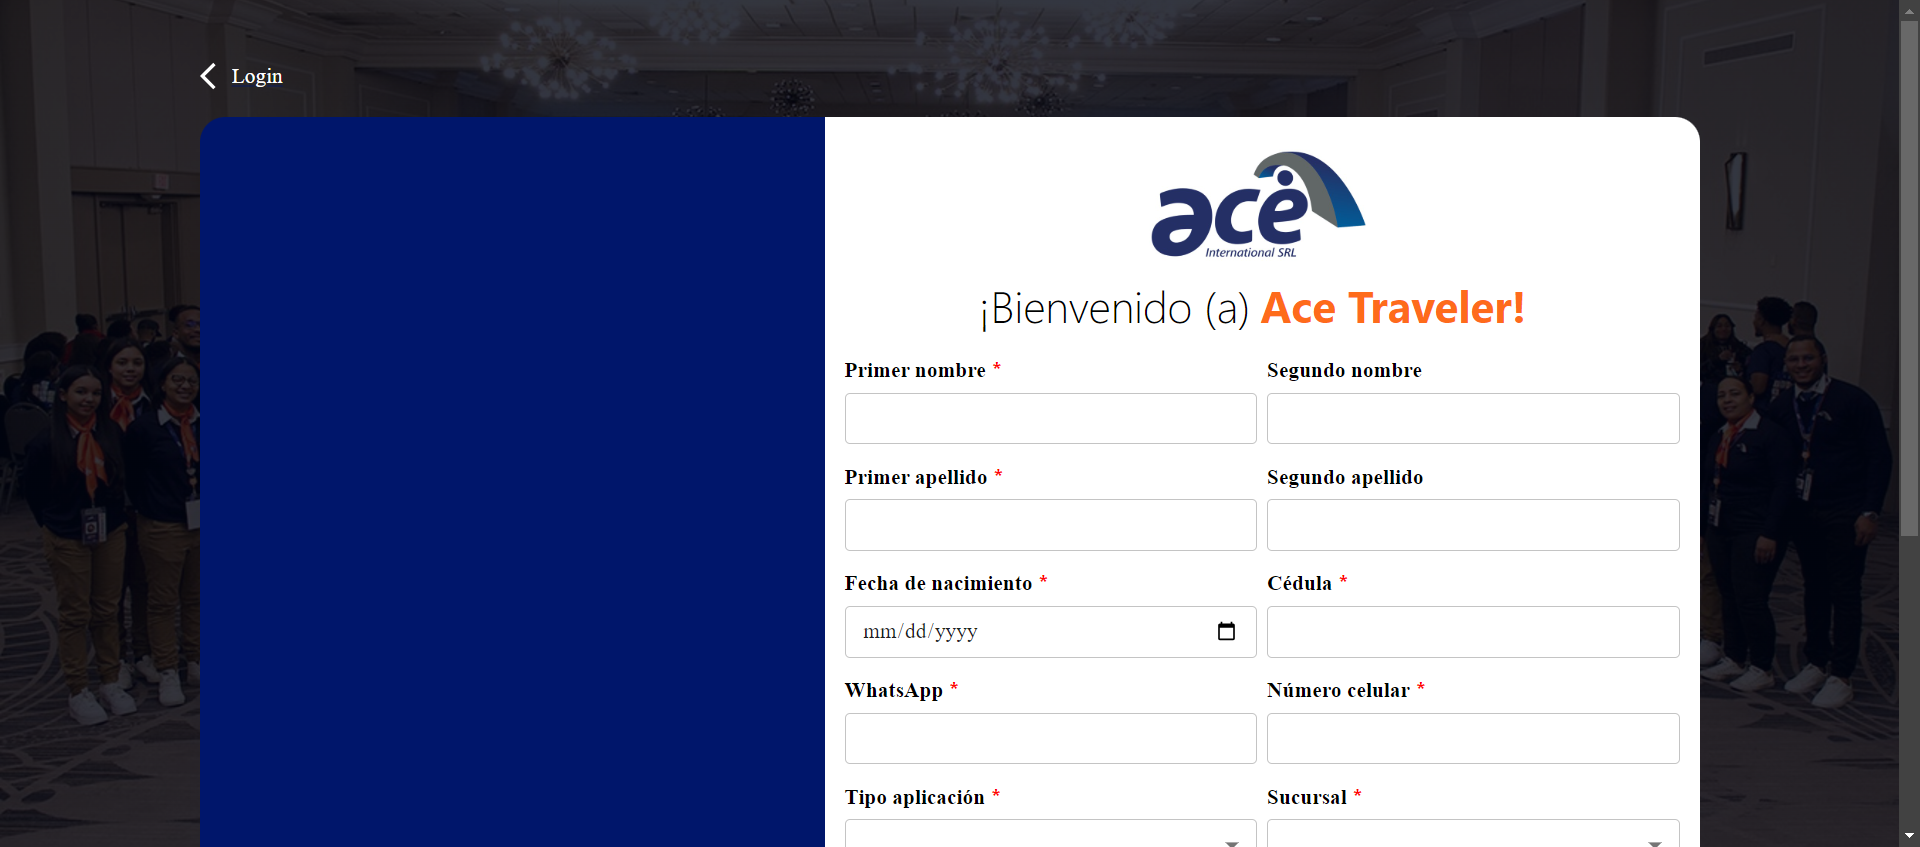 Login
ace
International SRL
¡Bienvenido (a) Ace Traveler!
Primer nombre *
Segundo nombre
Primer apellido *
Segundo apellido
Fecha de nacimiento *
Cédula *
mm/dd/yyyy
WhatsApp *
Número celular *
Tipo aplicación *
Sucursal *